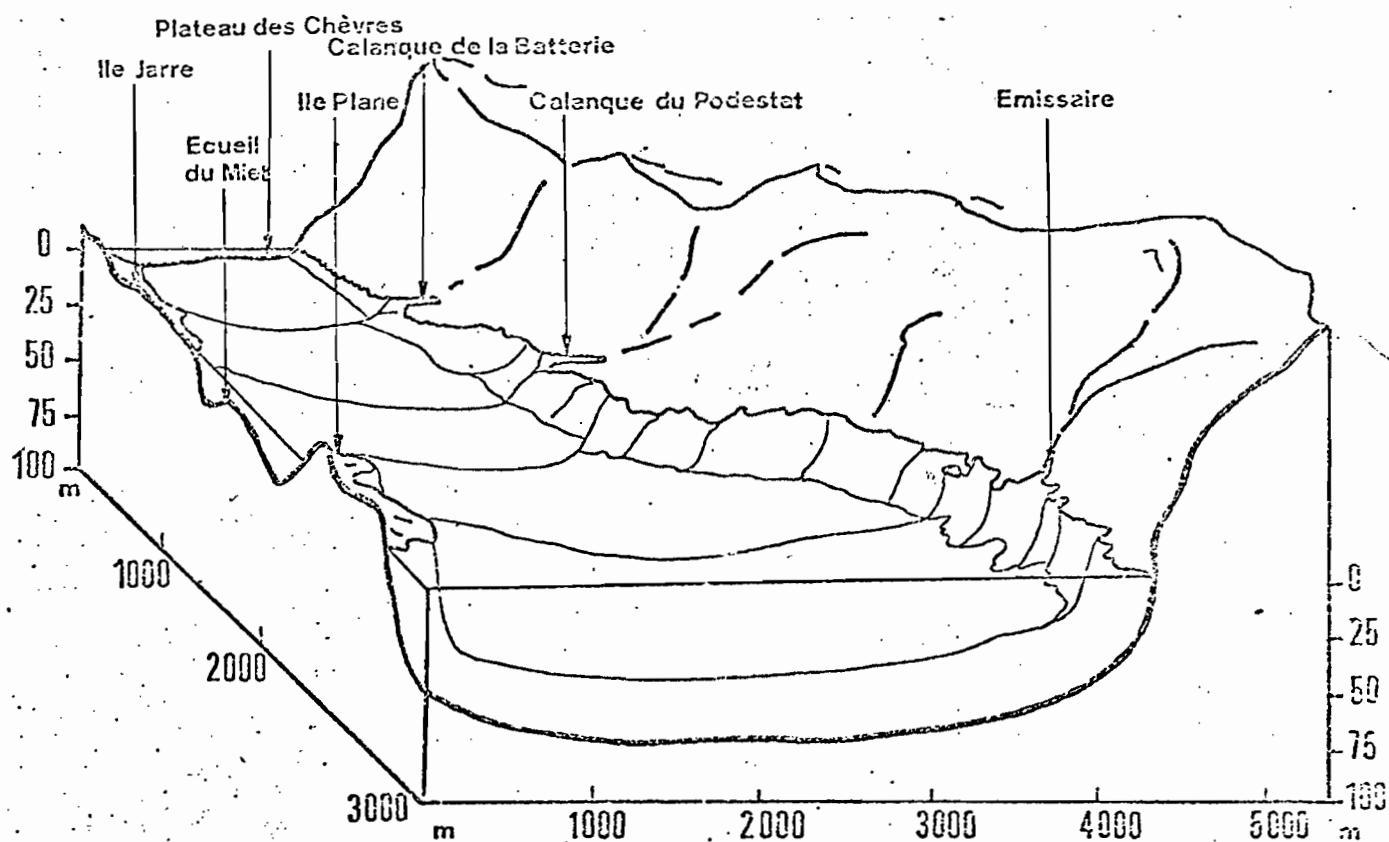 Plateau des Chèvres
Calanque de la Batterie
Ile Jarre
Ile Plane
Calanque du Podestat
Emissaire
Ecueil
du Miet
0
25
50
75
100
m
1000
2000
3000
m
1000
2000
3000
4000
5000
m
0
25
50
75
100